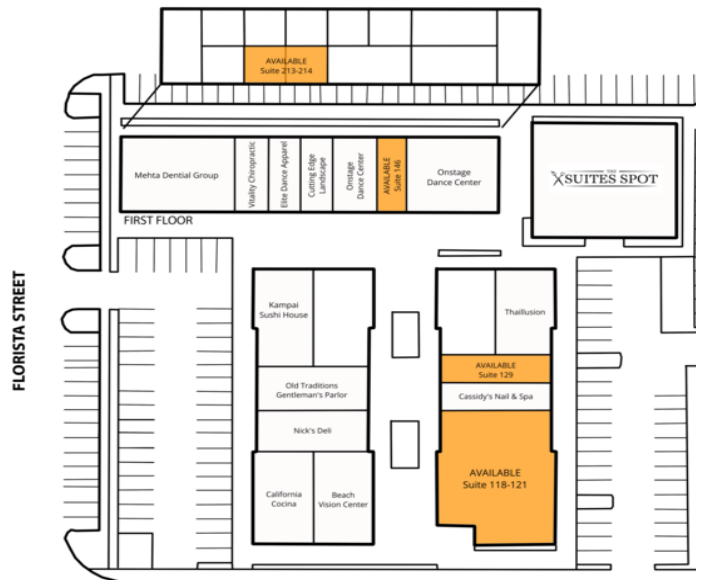 AVAILABLE
Suite 213-214
Mehta Dential Group
Vitality Chiropractic
Elite Dance Apparel
Cutting Edge
Landscape
Onstage
Dance Center
AVAILABLE
Suite 146
Onstage
Dance Center
THE
SUITES SPOT
FIRST FLOOR
FLORISTA STREET
Kampai
Sushi House
Thaillusion
AVAILABLE
Suite 129
Old Traditions
Gentleman's Parlor
Cassidy's Nail & Spa
Nick's Deli
AVAILABLE
Suite 118-121
California
Cocina
Beach
Vision Center